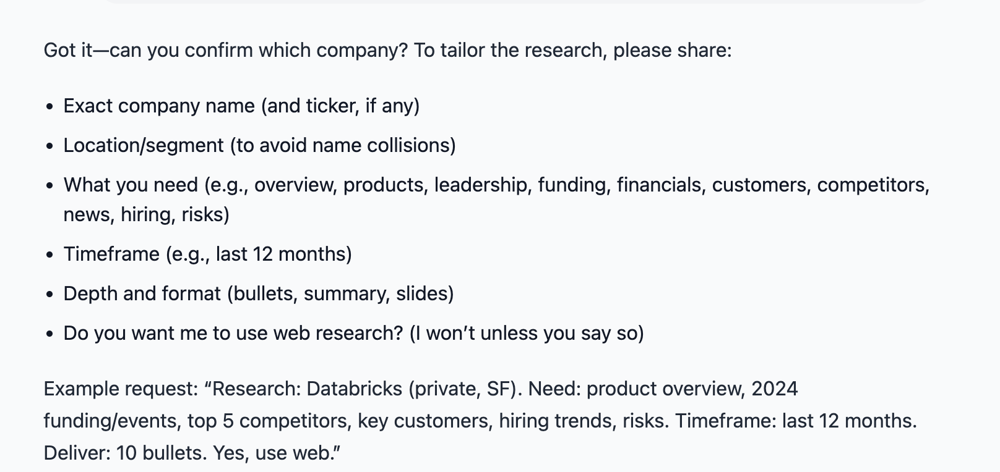 Got it—can you confirm which company? To tailor the research, please share:
• Exact company name (and ticker, if any)
• Location/segment (to avoid name collisions)
• What you need (e.g., overview, products, leadership, funding, financials, customers, competitors,
news, hiring, risks)
• Timeframe (e.g., last 12 months)
• Depth and format (bullets, summary, slides)
• Do you want me to use web research? (I won’t unless you say so)
Example request: “Research: Databricks (private, SF). Need: product overview, 2024
funding/events, top 5 competitors, key customers, hiring trends, risks. Timeframe: last 12 months.
Deliver: 10 bullets. Yes, use web.”